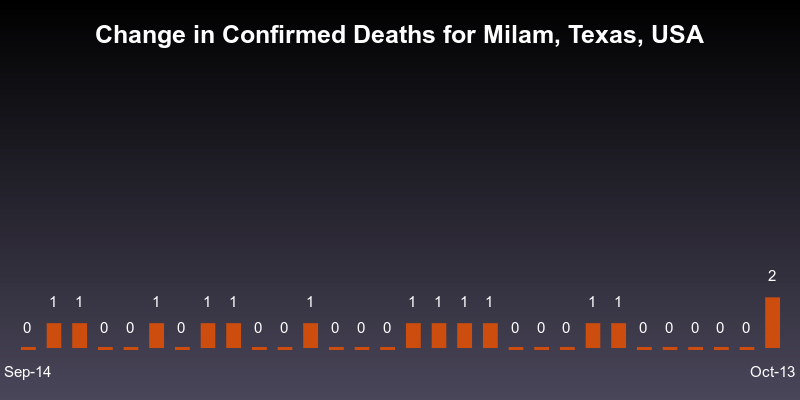 Change in Confirmed Deaths for Milam, Texas, USA
2
0 1 1 0 0 1 0 1 1 0 0 1 0 0 0 1 1 1 1 0 0 0 1 1 0 0 0 0 0
Sep-14 Oct-13